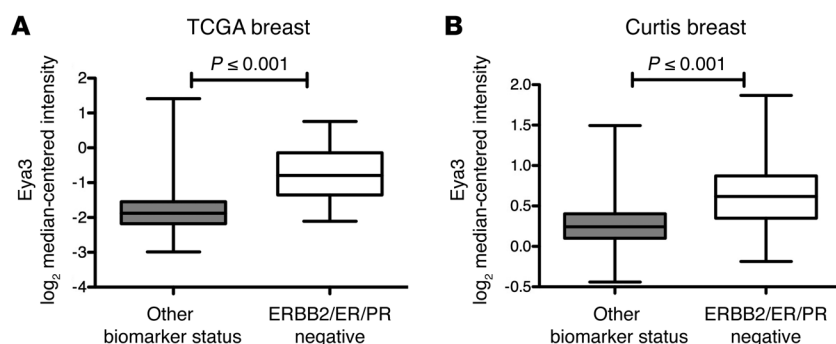 A
TCGA breast
P ≤ 0.001
Eya3
log2 median-centered intensity
2
1
0
-1
-2
-3
-4
Other
biomarker status
ERBB2/ER/PR
negative
B
Curtis breast
P ≤ 0.001
Eya3
log2 median-centered intensity
2.0
1.5
1.0
0.5
0.0
-0.5
Other
biomarker status
ERBB2/ER/PR
negative